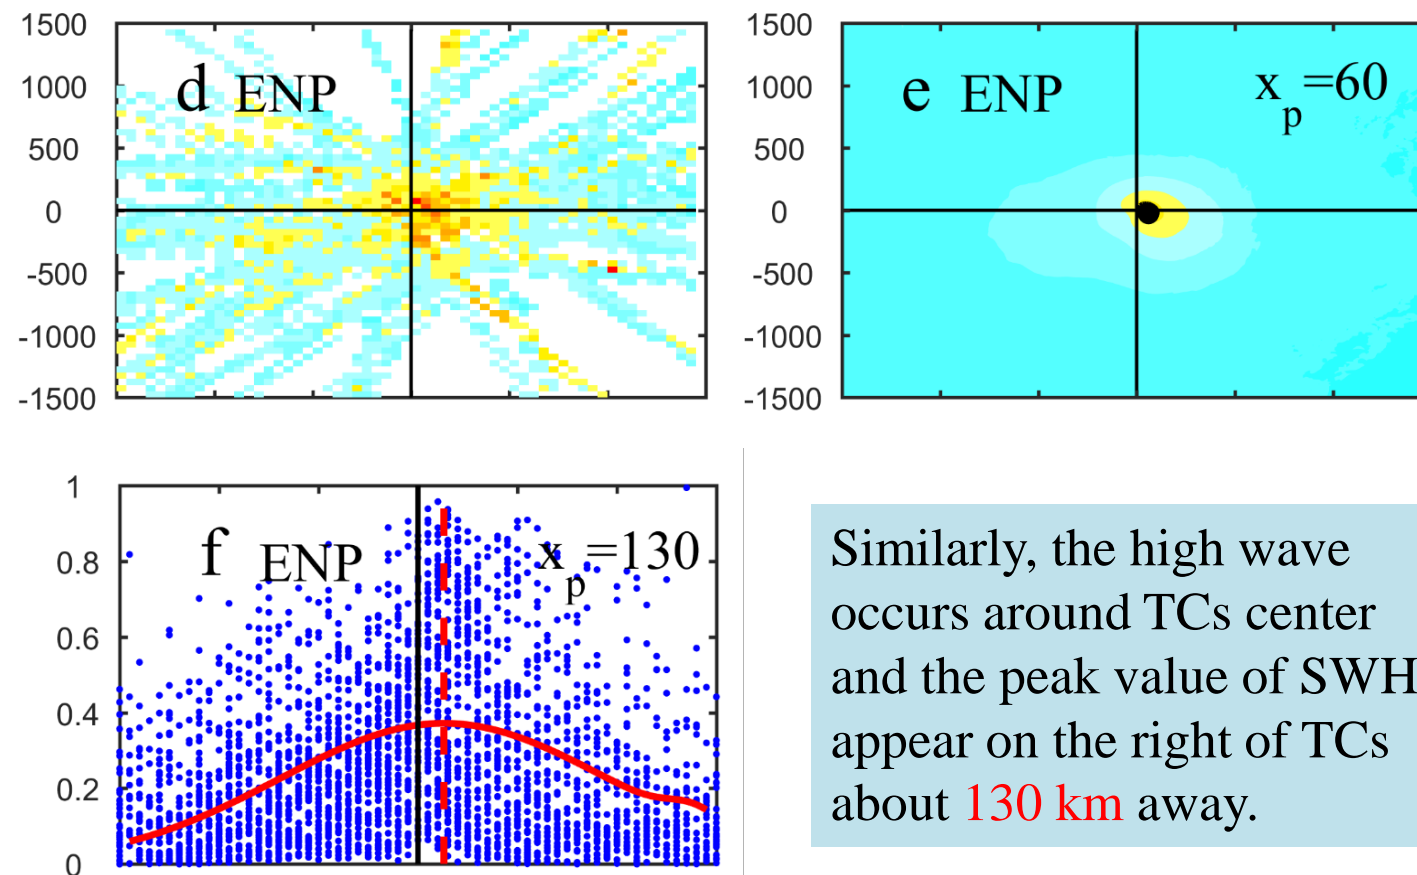 1500
1000
500
0
-500
-1000
-1500
d ENP
1500
1000
500
0
-500
-1000
-1500
e ENP
xp=60
1
0.8
0.6
0.4
0.2
0
f ENP
xp=130
Similarly, the high wave
occurs around TCs center
and the peak value of SWH
appear on the right of TCs
about 130 km away.